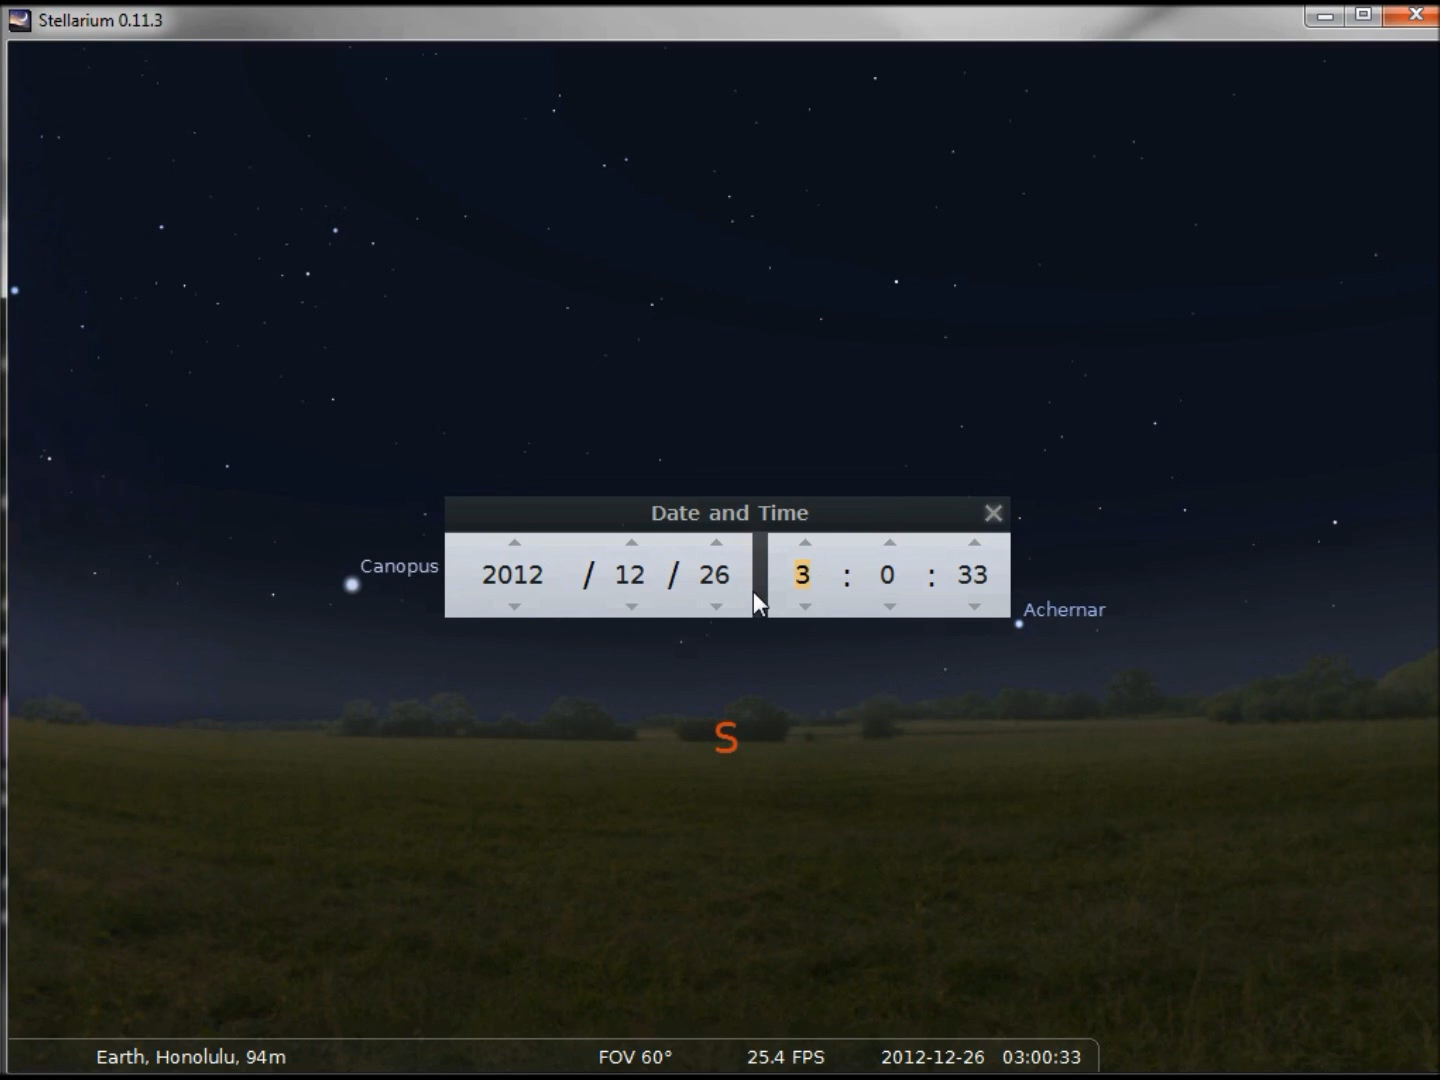 Stellarium 0.11.3
Date and Time
2012 / 12 / 26 3 : 0 : 33
Canopus
Achernar
S
Earth, Honolulu, 94m FOV 60° 25.4 FPS 2012-12-26 03:00:33